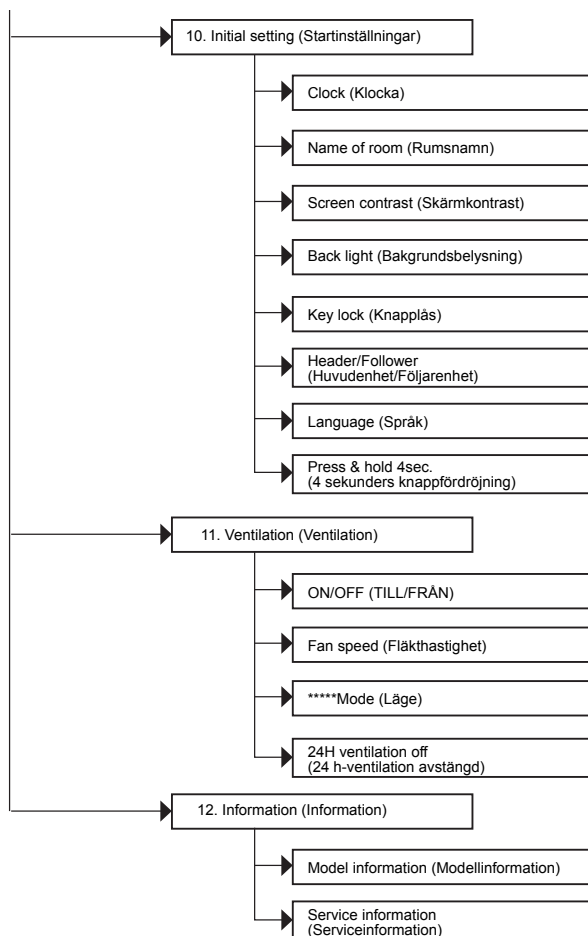 10. Initial setting (Startinställningar)
Clock (Klocka)
Name of room (Rumsnamn)
Screen contrast (Skärmkontrast)
Back light (Bakgrundsbelysning)
Key lock (Knapplås)
Header/Follower
(Huvudenhet/Följarenhet)
Language (Språk)
Press & hold 4sec.
(4 sekunders knappfördröjning)
11. Ventilation (Ventilation)
ON/OFF (TILL/FRÅN)
Fan speed (Fläkthastighet)
*****Mode (Läge)
24H ventilation off
(24 h-ventilation avstängd)
12. Information (Information)
Model information (Modellinformation)
Service information
(Serviceinformation)